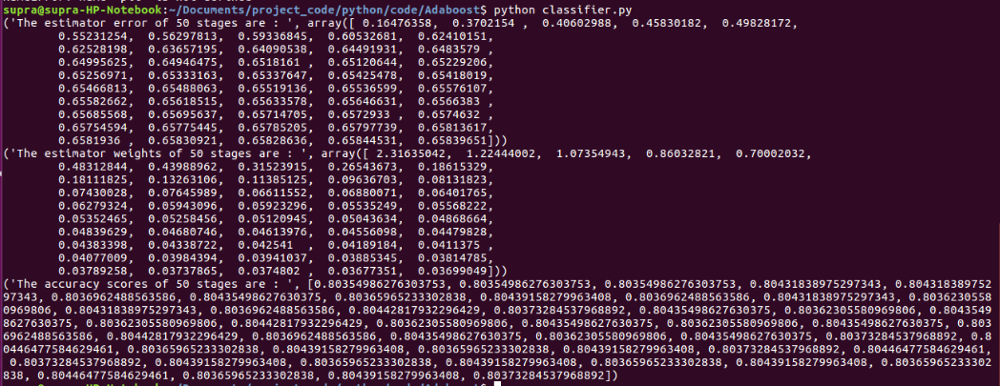 supra@supra-HP-Notebook:~/Documents/project_code/python/code/Adaboost$ python classifier.py
('The estimator error of 50 stages are : ', array([ 0.16476358,  0.3702154 ,  0.40602988,  0.45830182,  0.49828172,
        0.55231254,  0.56297813,  0.59336845,  0.60532681,  0.62410151,
        0.62528198,  0.63657195,  0.64090538,  0.64491931,  0.6483579 ,
        0.64995625,  0.64946475,  0.6518161 ,  0.65120644,  0.65229206,
        0.65256971,  0.65333163,  0.65337647,  0.65425478,  0.65418019,
        0.65466813,  0.65488063,  0.65519136,  0.65536599,  0.65576107,
        0.65582662,  0.65618515,  0.65633578,  0.65646631,  0.6566383 ,
        0.65685568,  0.65695637,  0.65714705,  0.6572933 ,  0.6574632 ,
        0.65754594,  0.65775445,  0.65785205,  0.65797739,  0.65813617,
        0.6581936 ,  0.65830921,  0.65828636,  0.65844531,  0.65839651]))
('The estimator weights of 50 stages are : ', array([ 2.31635042,  1.22444002,  1.07354943,  0.86032821,  0.70002032,
        0.48312844,  0.43988962,  0.31523915,  0.26543673,  0.18615329,
        0.18111825,  0.13263106,  0.11385125,  0.09636703,  0.08131823,
        0.07430028,  0.07645989,  0.06611552,  0.06880071,  0.06401765,
        0.06279324,  0.05943096,  0.05923296,  0.05535249,  0.05568222,
        0.05352465,  0.05258456,  0.05120945,  0.05043634,  0.04868664,
        0.04839629,  0.04680746,  0.04613976,  0.04556098,  0.04479828,
        0.04383398,  0.04338722,  0.042541  ,  0.04189184,  0.0411375 ,
        0.04077009,  0.03984394,  0.03941037,  0.03885345,  0.03814785,
        0.03789258,  0.03737865,  0.0374802 ,  0.03677351,  0.03699049]))
('The accuracy scores of 50 stages are : ', [0.80354986276303753, 0.80354986276303753, 0.80354986276303753, 0.80431838975297343, 0.804318389752
97343, 0.8036962488563586, 0.80435498627630375, 0.80365965233302838, 0.80439158279963408, 0.8036962488563586, 0.80431838975297343, 0.8036230558
0969806, 0.80431838975297343, 0.8036962488563586, 0.80442817932296429, 0.80373284537968892, 0.80435498627630375, 0.80362305580969806, 0.8043549
8627630375, 0.80362305580969806, 0.80442817932296429, 0.80362305580969806, 0.80435498627630375, 0.80362305580969806, 0.80435498627630375, 0.803
6962488563586, 0.80442817932296429, 0.8036962488563586, 0.80435498627630375, 0.80362305580969806, 0.80435498627630375, 0.80373284537968892, 0.8
0446477584629461, 0.80365965233302838, 0.80439158279963408, 0.80365965233302838, 0.80439158279963408, 0.80373284537968892, 0.80446477584629461,
 0.80373284537968892, 0.80439158279963408, 0.80365965233302838, 0.80439158279963408, 0.80365965233302838, 0.80439158279963408, 0.80365965233302
838, 0.80446477584629461, 0.80365965233302838, 0.80439158279963408, 0.80373284537968892])